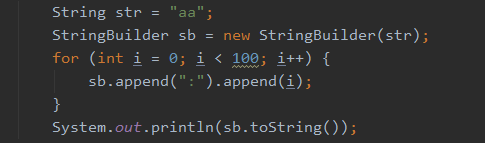 String str = "aa";
StringBuilder sb = new StringBuilder(str);
for (int i = 0; i < 100; i++) {
    sb.append(":").append(i);
}
System.out.println(sb.toString());